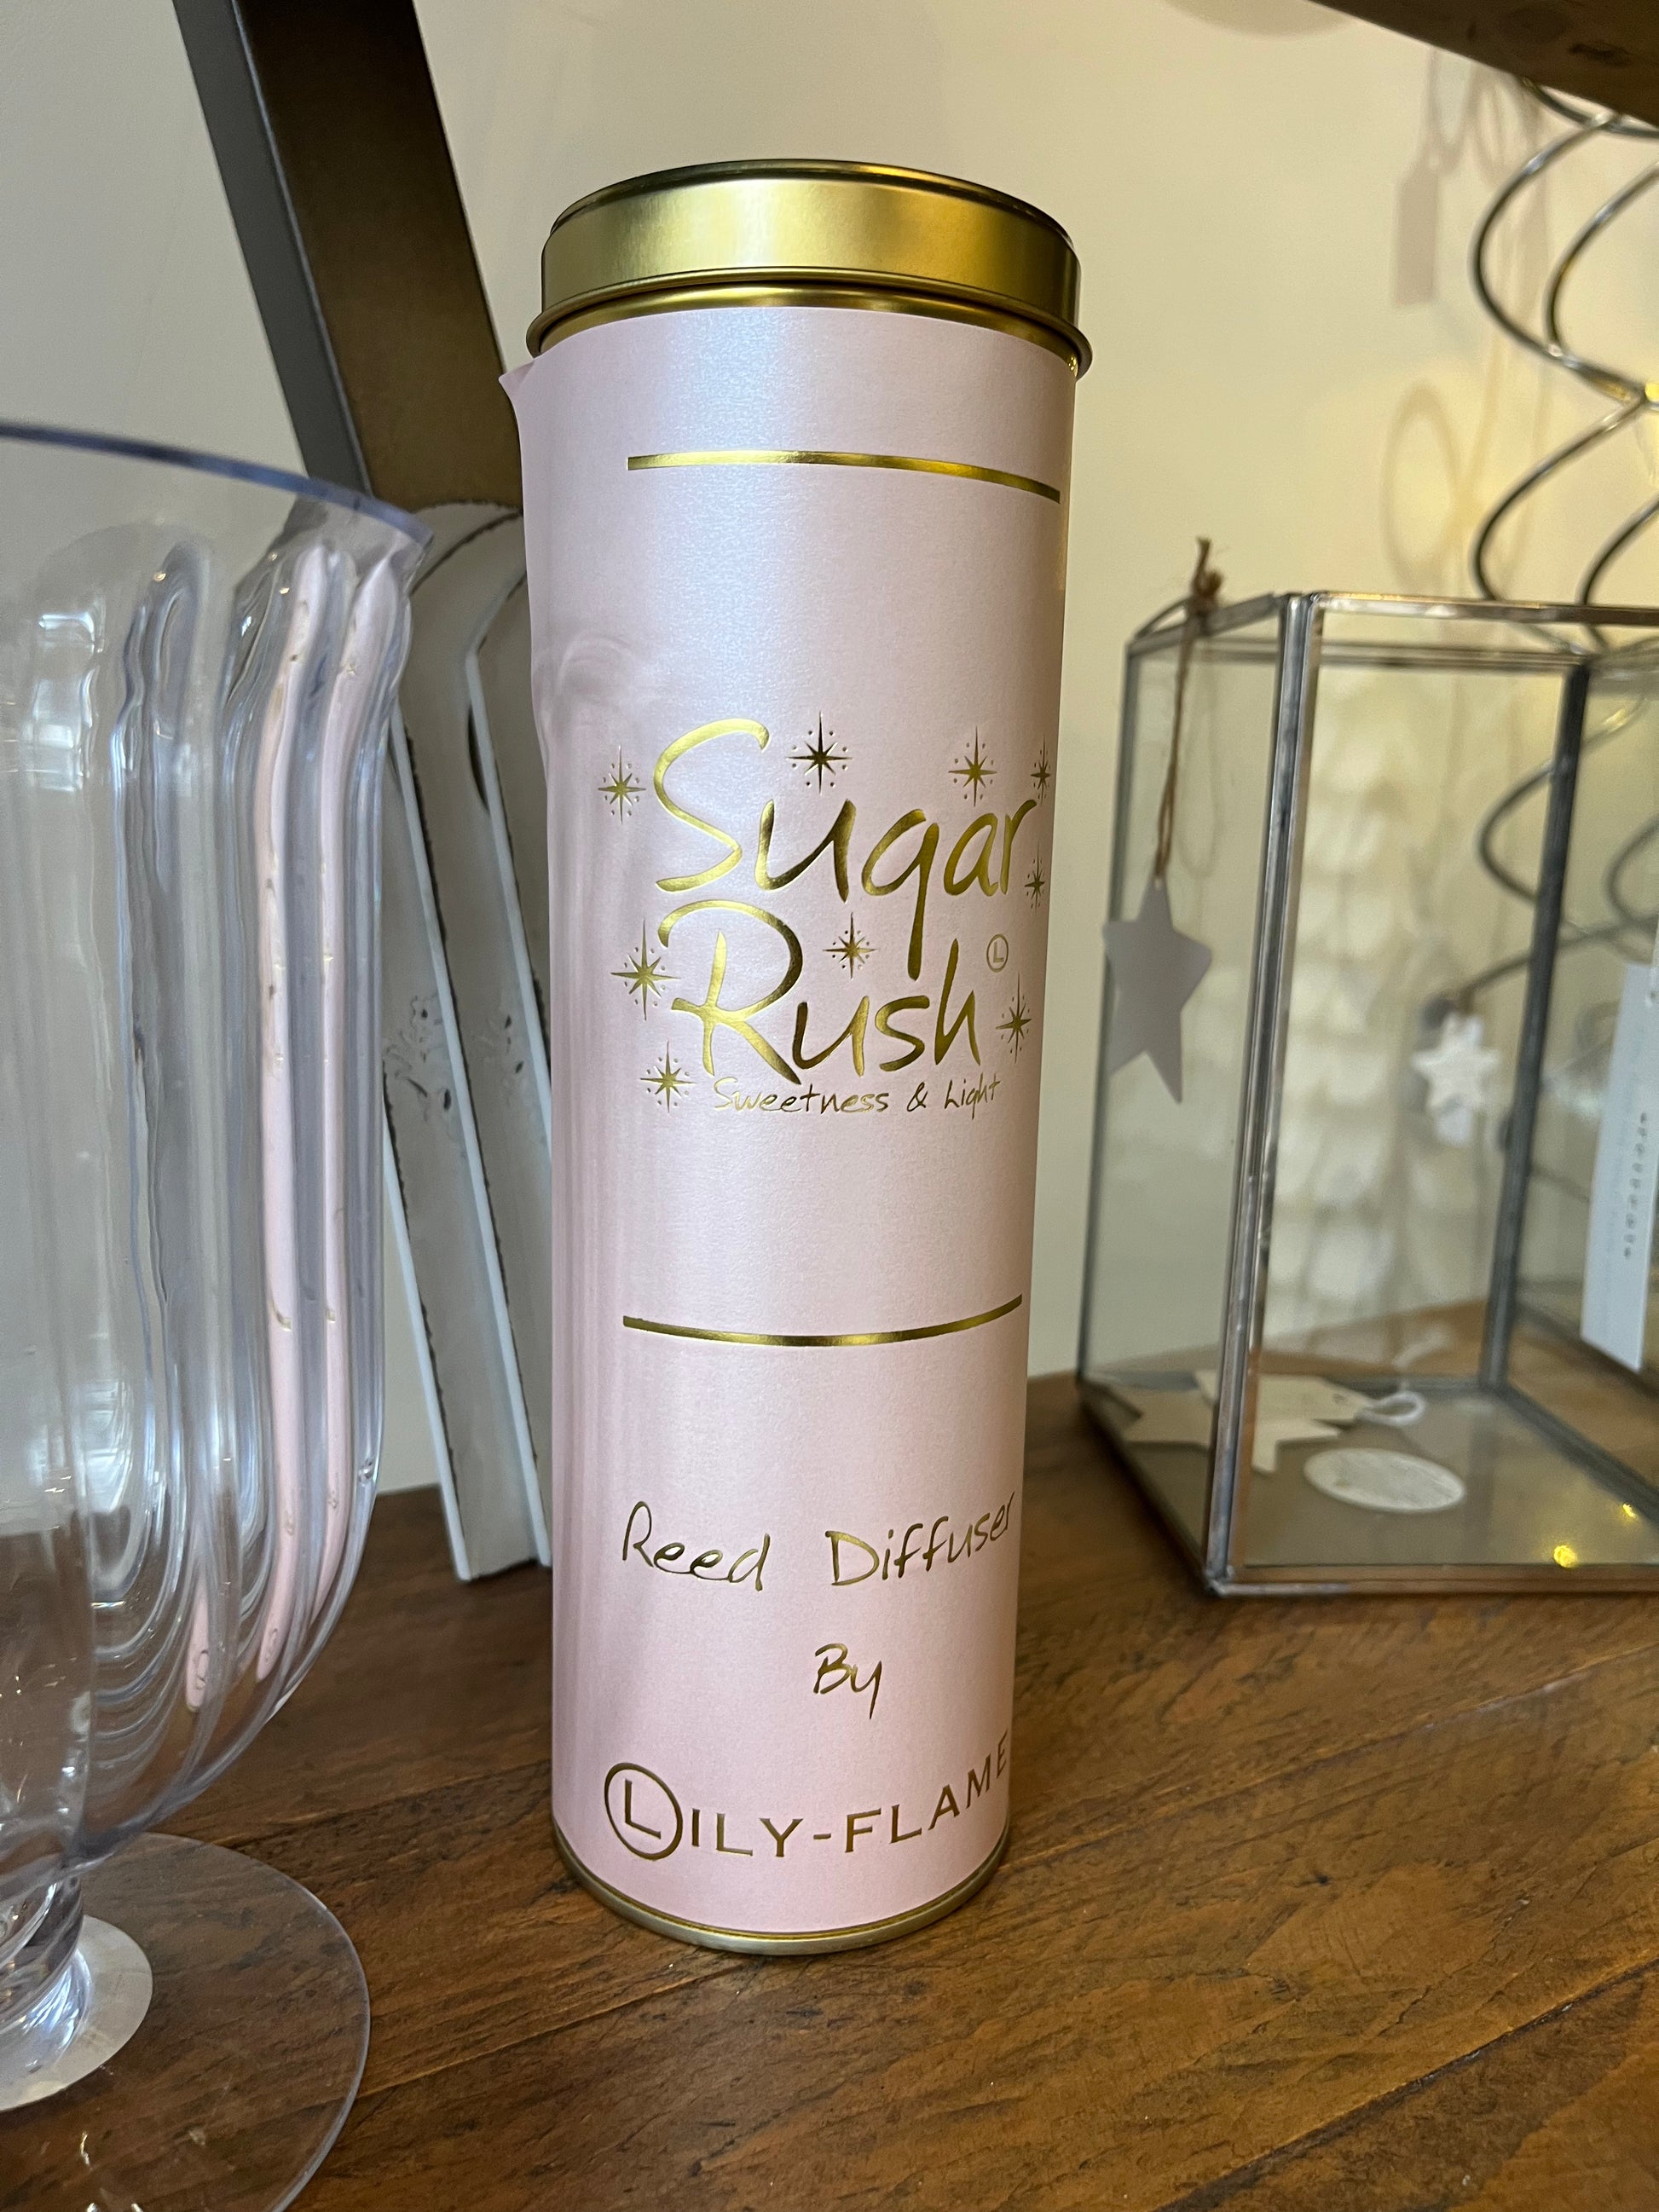 Sugar
Rush
L
Sweetness & Light
Reed Diffuser
By
LILY-FLAME